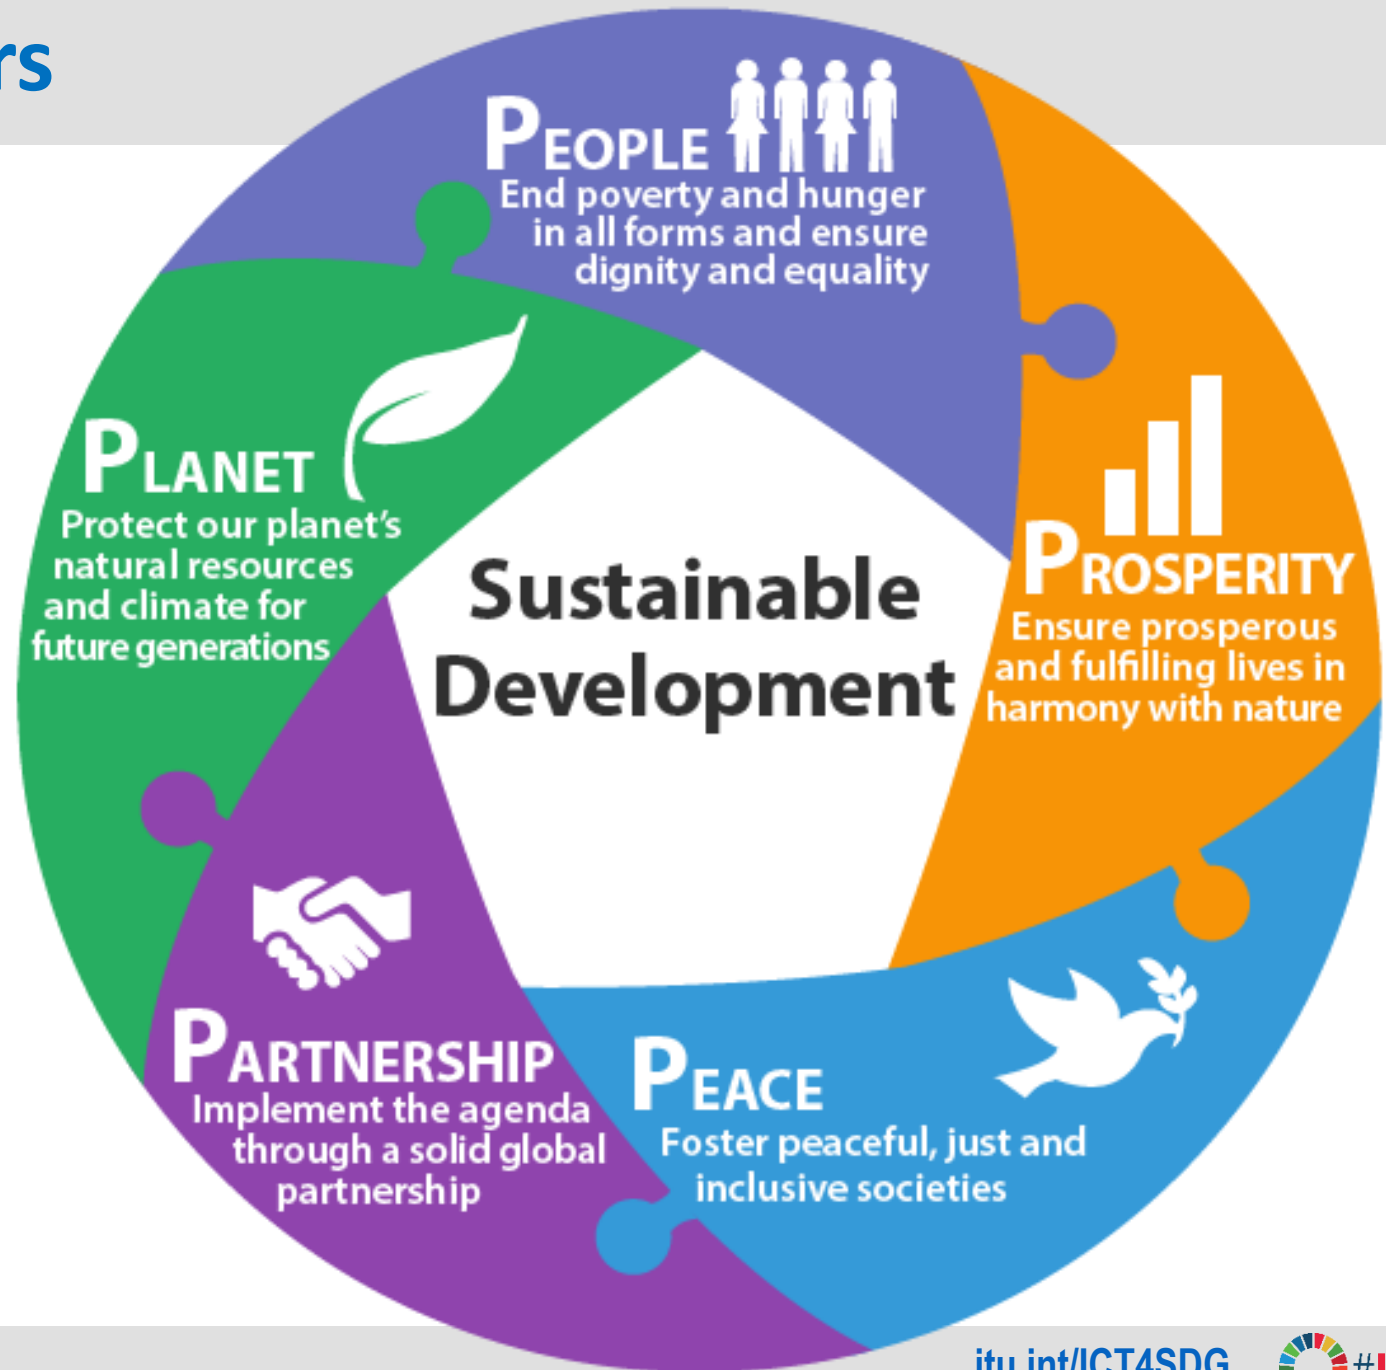 rs
PEOPLE
End poverty and hunger
in all forms and ensure
dignity and equality
PLANET
Protect our planet’s
natural resources
and climate for
future generations
PROSPERITY
Ensure prosperous
and fulfilling lives in
harmony with nature
Sustainable
Development
PARTNERSHIP
Implement the agenda
through a solid global
partnership
PEACE
Foster peaceful, just and
inclusive societies
itu.int/ICT4SDG
#